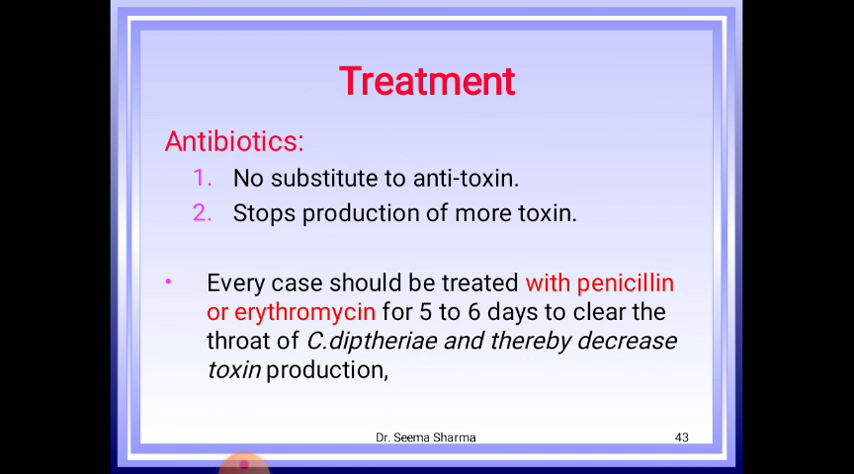 Treatment
Antibiotics:
1. No substitute to anti-toxin.
2. Stops production of more toxin.
• Every case should be treated with penicillin
or erythromycin for 5 to 6 days to clear the
throat of C.diptheriae and thereby decrease
toxin production,
Dr. Seema Sharma
43